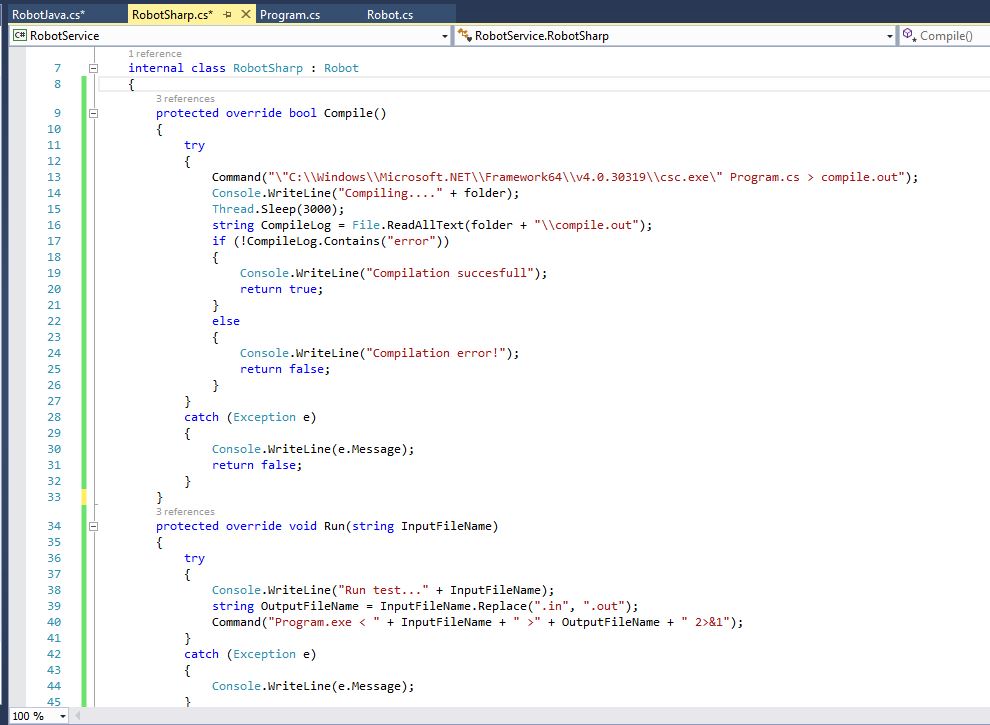 RobotJava.cs* RobotSharp.cs* Program.cs Robot.cs
C# RobotService RobotService.RobotSharp Compile()
1 reference
7 internal class RobotSharp : Robot
8 {
3 references
9 protected override bool Compile()
10 {
11 try
12 {
13 Command("\"C:\\Windows\\Microsoft.NET\\Framework64\\v4.0.30319\\csc.exe\" Program.cs > compile.out");
14 Console.WriteLine("Compiling...." + folder);
15 Thread.Sleep(3000);
16 string CompileLog = File.ReadAllText(folder + "\\compile.out");
17 if (!CompileLog.Contains("error"))
18 {
19 Console.WriteLine("Compilation succesfull");
20 return true;
21 }
22 else
23 {
24 Console.WriteLine("Compilation error!");
25 return false;
26 }
27 }
28 catch (Exception e)
29 {
30 Console.WriteLine(e.Message);
31 return false;
32 }
33 }
3 references
34 protected override void Run(string InputFileName)
35 {
36 try
37 {
38 Console.WriteLine("Run test..." + InputFileName);
39 string OutputFileName = InputFileName.Replace(".in", ".out");
40 Command("Program.exe < " + InputFileName + " >" + OutputFileName + " 2>&1");
41 }
42 catch (Exception e)
43 {
44 Console.WriteLine(e.Message);
45 }
100 %